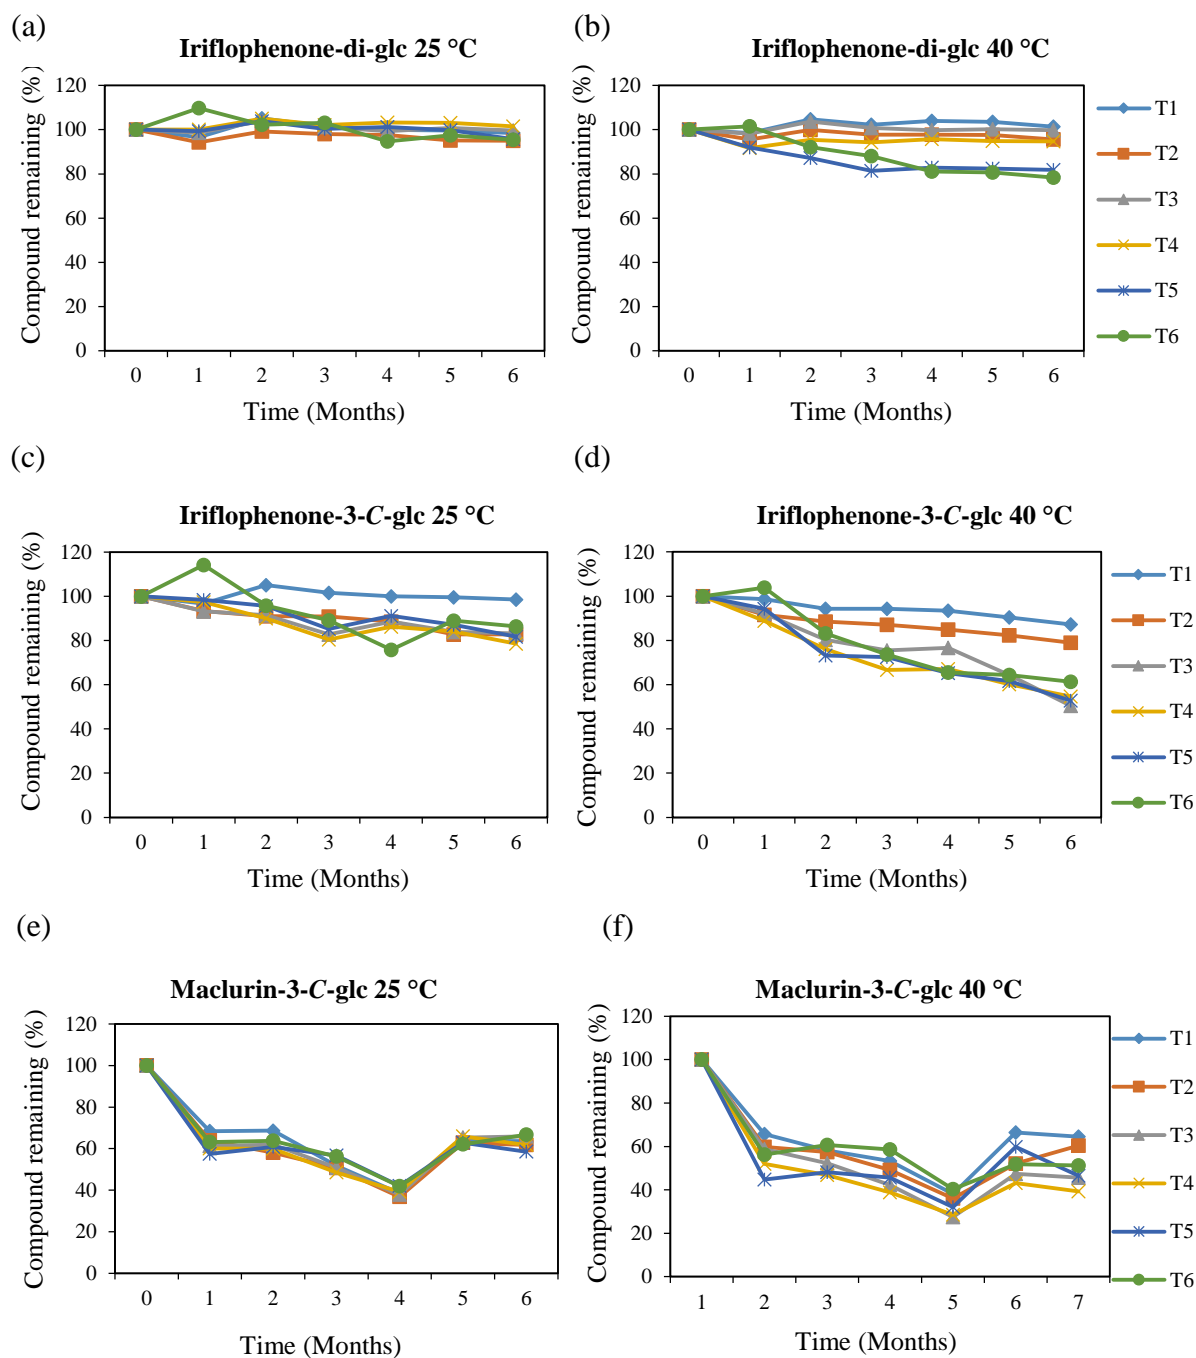 (a)
Iriflophenone-di-glc 25 °C
Compound remaining (%)
120
100
80
60
40
20
0
0 1 2 3 4 5 6
Time (Months)
(b)
Iriflophenone-di-glc 40 °C
Compound remaining (%)
120
100
80
60
40
20
0
0 1 2 3 4 5 6
Time (Months)
T1
T2
T3
T4
T5
T6
(c)
Iriflophenone-3-C-glc 25 °C
Compound remaining (%)
120
100
80
60
40
20
0
0 1 2 3 4 5 6
Time (Months)
(d)
Iriflophenone-3-C-glc 40 °C
Compound remaining (%)
120
100
80
60
40
20
0
0 1 2 3 4 5 6
Time (Months)
T1
T2
T3
T4
T5
T6
(e)
Maclurin-3-C-glc 25 °C
Compound remaining (%)
120
100
80
60
40
20
0
0 1 2 3 4 5 6
Time (Months)
(f)
Maclurin-3-C-glc 40 °C
Compound remaining (%)
120
100
80
60
40
20
0
1 2 3 4 5 6 7
Time (Months)
T1
T2
T3
T4
T5
T6